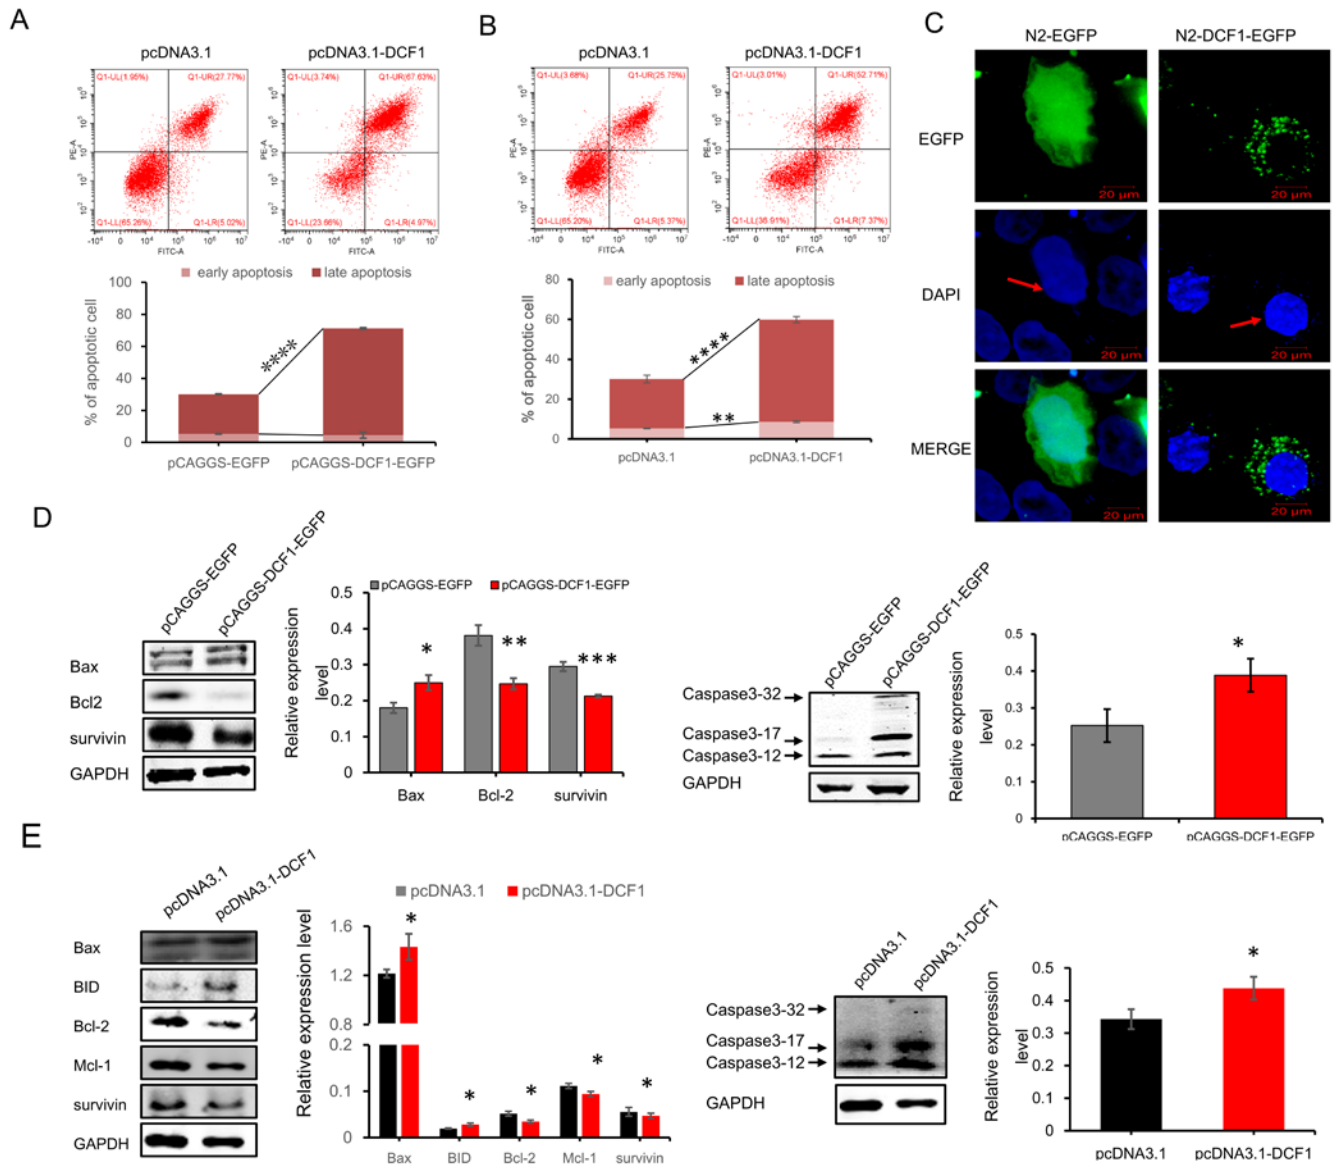 A
pcDNA3.1
pcDNA3.1-DCF1
Q1-UL(1.95%)
Q1-UR(27.77%)
Q1-UL(3.74%)
Q1-UR(67.63%)
PE-A
Q1-LL(65.26%)
Q1-LR(5.02%)
Q1-LL(23.66%)
Q1-LR(4.97%)
FITC-A
FITC-A
early apoptosis
late apoptosis
% of apoptotic cell
100
80
60
40
20
0
****
pCAGGS-EGFP
pCAGGS-DCF1-EGFP
B
pcDNA3.1
pcDNA3.1-DCF1
Q1-UL(3.68%)
Q1-UR(25.75%)
Q1-UL(3.01%)
Q1-UR(52.71%)
PE-A
PE-A
Q1-LL(65.20%)
Q1-LR(5.37%)
Q1-LL(36.91%)
Q1-LR(7.37%)
FITC-A
FITC-A
early apoptosis
late apoptosis
% of apoptotic cell
80
60
40
20
0
****
**
pcDNA3.1
pcDNA3.1-DCF1
C
N2-EGFP
N2-DCF1-EGFP
EGFP
20 µm
20 µm
DAPI
20 µm
20 µm
MERGE
20 µm
20 µm
D
pCAGGS-EGFP
pCAGGS-DCF1-EGFP
Bax
Bcl2
survivin
GAPDH
pCAGGS-EGFP
pCAGGS-DCF1-EGFP
Relative expression
level
0.5
0.4
0.3
0.2
0.1
0
*
**
***
Bax
Bcl-2
survivin
pCAGGS-EGFP
pCAGGS-DCF1-EGFP
Caspase3-32
Caspase3-17
Caspase3-12
GAPDH
Relative expression
level
0.5
0.4
0.3
0.2
0.1
0
*
pCAGGS-EGFP
pCAGGS-DCF1-EGFP
E
pcDNA3.1
pcDNA3.1-DCF1
Bax
BID
Bcl-2
Mcl-1
survivin
GAPDH
pcDNA3.1
pcDNA3.1-DCF1
Relative expression level
1.6
1.2
0.8
0.2
0.1
0
*
*
*
*
*
Bax
BID
Bcl-2
Mcl-1
survivin
pcDNA3.1
pcDNA3.1-DCF1
Caspase3-32
Caspase3-17
Caspase3-12
GAPDH
Relative expression
level
0.5
0.4
0.3
0.2
0.1
0
*
pcDNA3.1
pcDNA3.1-DCF1